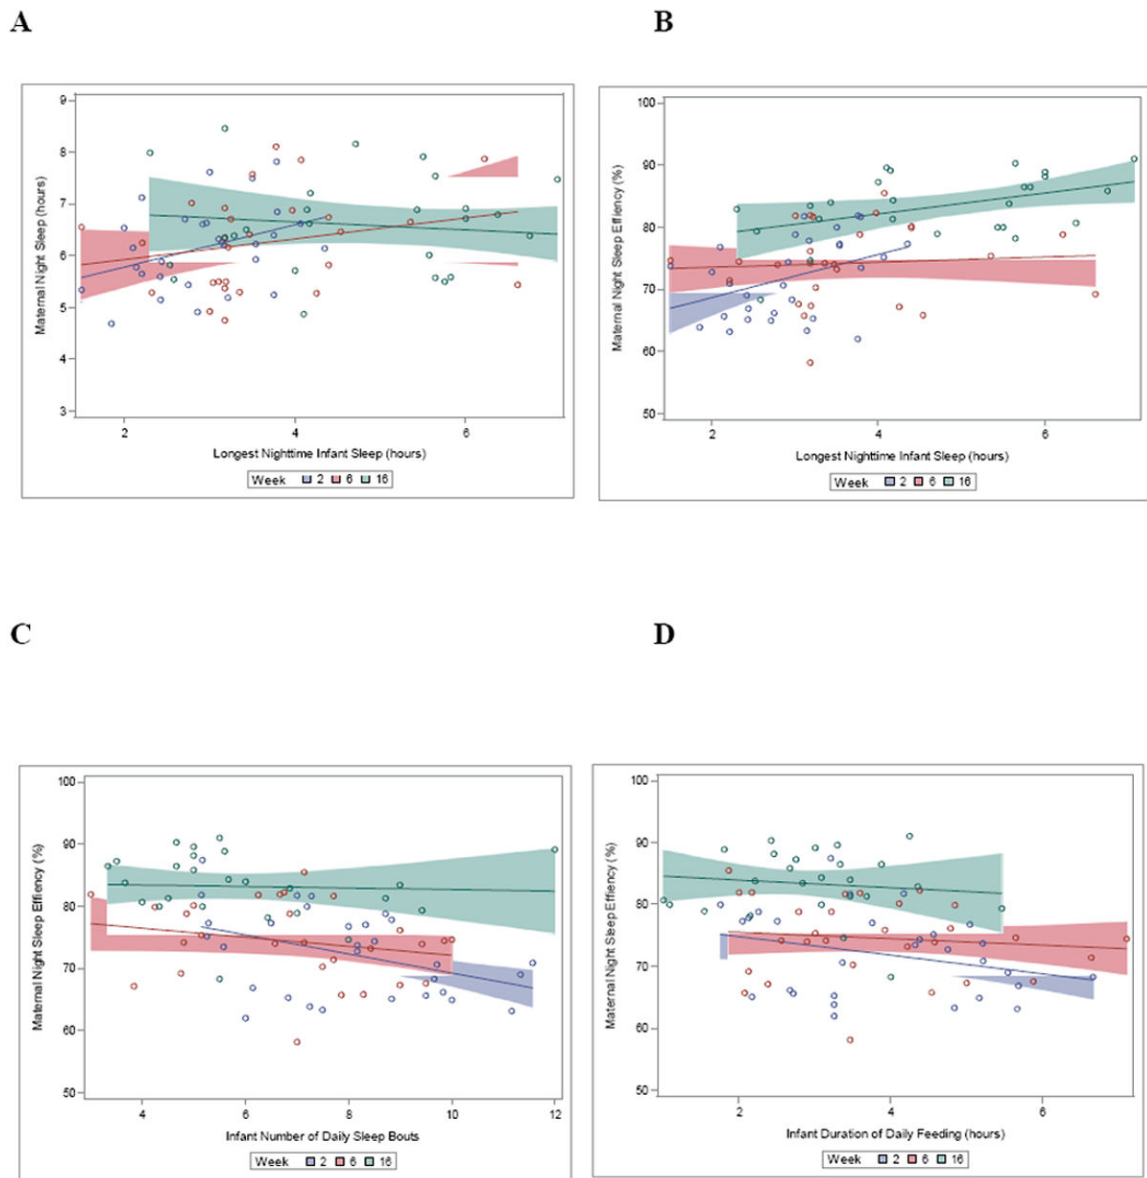 A
B
9
8
7
6
5
4
3
Maternal Night Sleep (hours)
2
4
6
Longest Nighttime Infant Sleep (hours)
Week 2 6 16
100
90
80
70
60
50
Maternal Night Sleep Effiency (%)
2
4
6
Longest Nighttime Infant Sleep (hours)
Week 2 6 16
C
D
100
90
80
70
60
50
Maternal Night Sleep Effiency (%)
4
6
8
10
12
Infant Number of Daily Sleep Bouts
Week 2 6 16
100
90
80
70
60
50
Maternal Night Sleep Effiency (%)
2
4
6
Infant Duration of Daily Feeding (hours)
Week 2 6 16